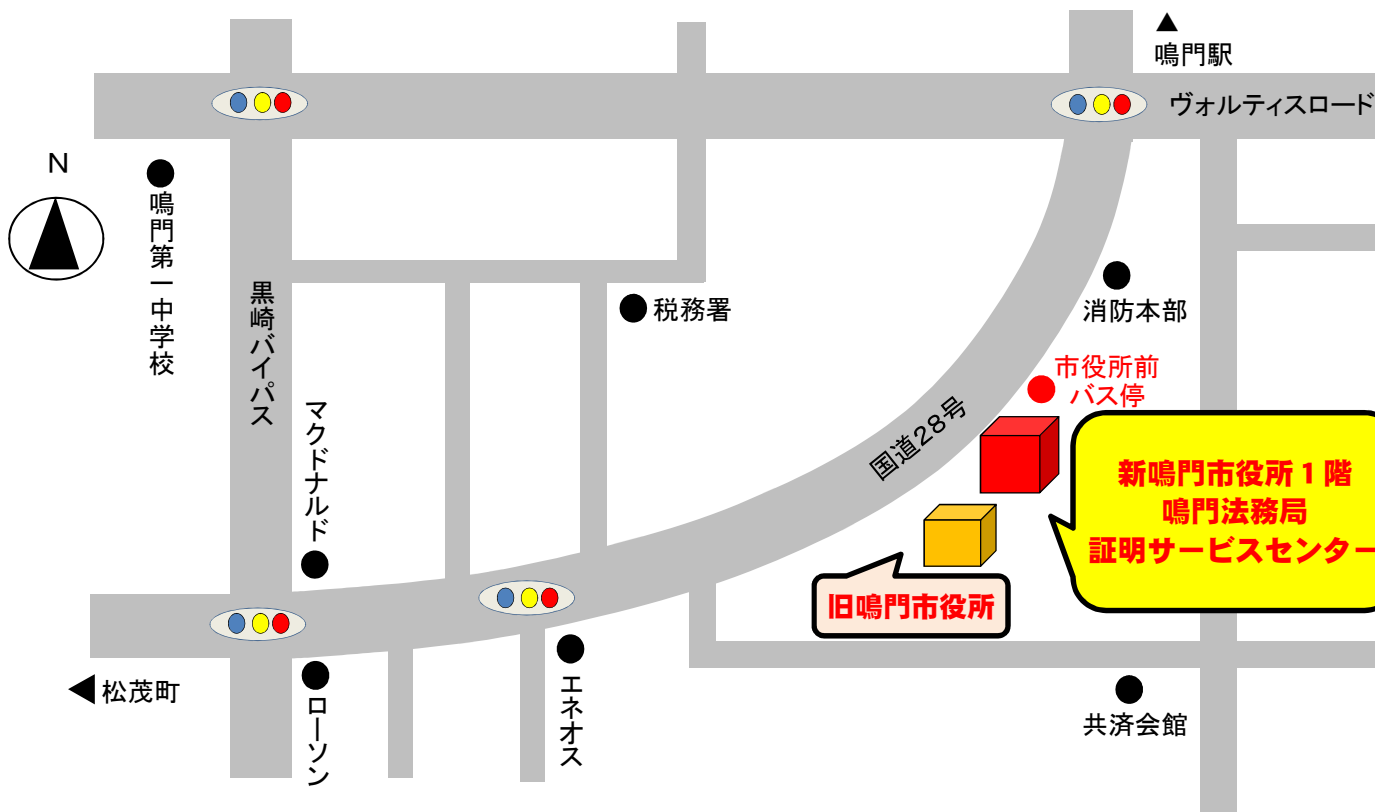 鳴門駅
ヴォルティスロード
N
鳴門第一中学校
黒崎バイパス
税務署
消防本部
市役所前
バス停
マクドナルド
国道28号
新鳴門市役所1階
鳴門法務局
証明サービスセンター
旧鳴門市役所
松茂町
ローソン
エネオス
共済会館